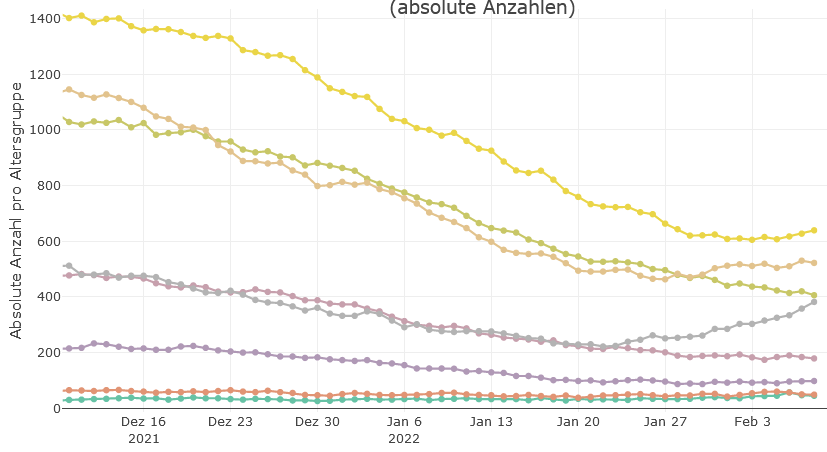 (absolute Anzahlen)
Absolute Anzahl pro Altersgruppe
1400
1200
1000
800
600
400
200
0
Dez 16
2021
Dez 23
Dez 30
Jan 6
2022
Jan 13
Jan 20
Jan 27
Feb 3